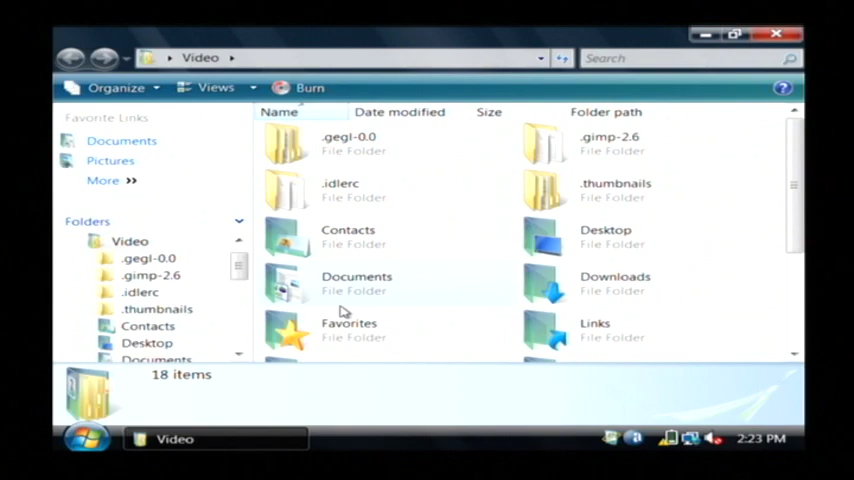 Video
Search
Organize
Views
Burn
Favorite Links
Documents
Pictures
More
Folders
Video
.gegl-0.0
.gimp-2.6
.idlerc
.thumbnails
Contacts
Desktop
Documents
Name Date modified Size Folder path
.gegl-0.0
File Folder
.gimp-2.6
File Folder
.idlerc
File Folder
.thumbnails
File Folder
Contacts
File Folder
Desktop
File Folder
Documents
File Folder
Downloads
File Folder
Favorites
File Folder
Links
File Folder
18 items
Video
2:23 PM